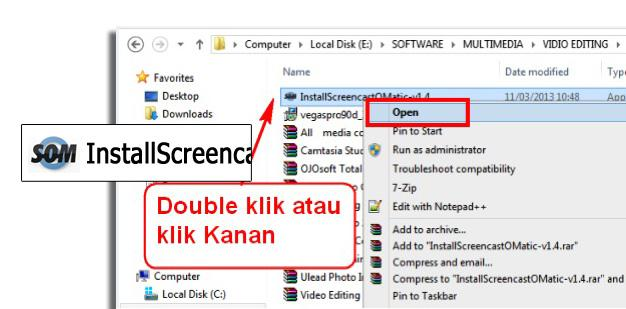 Computer › Local Disk (E:) › SOFTWARE › MULTIMEDIA › VIDIO EDITING ›
Favorites
Desktop
Downloads
Computer
Local Disk (C:)
Name Date modified Type
InstallScreencastOMatic-v1.4 11/03/2013 10:48 App
vegaspro90d_
All media co
Camtasia Stud
OJOsoft Total
Ulead Photo I
Video Editing
Open
Pin to Start
Run as administrator
Troubleshoot compatibility
7-Zip
Edit with Notepad++
Add to archive...
Add to "InstallScreencastOMatic-v1.4.rar"
Compress and email...
Compress to "InstallScreencastOMatic-v1.4.rar" and
Pin to Taskbar
SOM InstallScreenca
Double klik atau
klik Kanan